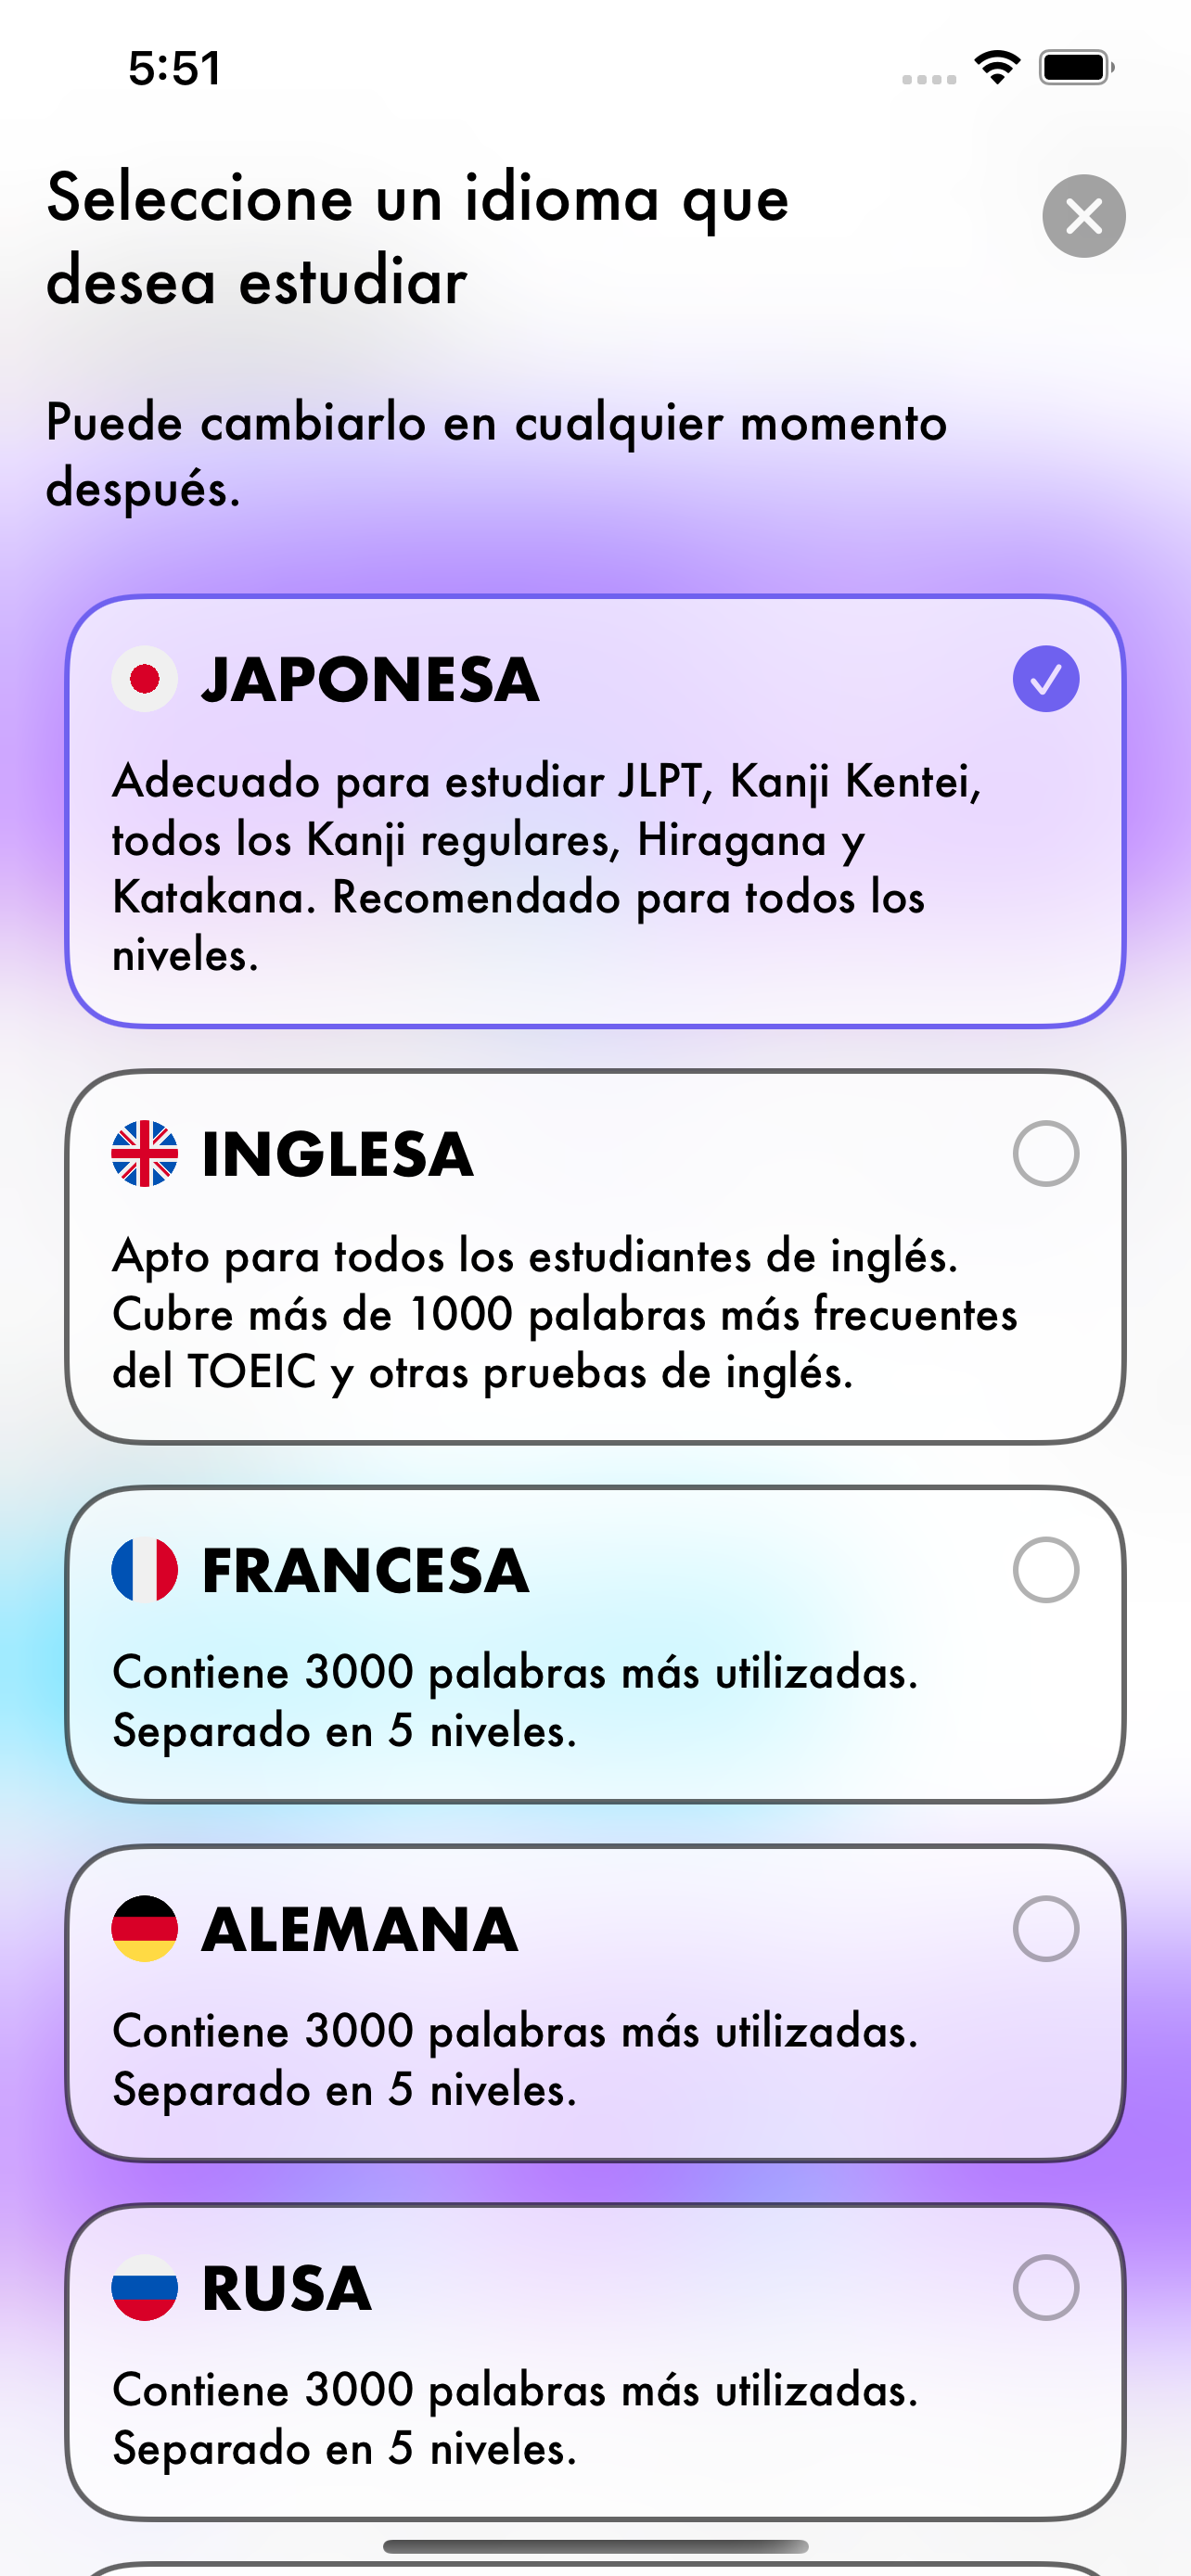 5:51
Seleccione un idioma que
desea estudiar
Puede cambiarlo en cualquier momento
después.
JAPONESA
Adecuado para estudiar JLPT, Kanji Kentei,
todos los Kanji regulares, Hiragana y
Katakana. Recomendado para todos los
niveles.
INGLESA
Apto para todos los estudiantes de inglés.
Cubre más de 1000 palabras más frecuentes
del TOEIC y otras pruebas de inglés.
FRANCESA
Contiene 3000 palabras más utilizadas.
Separado en 5 niveles.
ALEMANA
Contiene 3000 palabras más utilizadas.
Separado en 5 niveles.
RUSA
Contiene 3000 palabras más utilizadas.
Separado en 5 niveles.